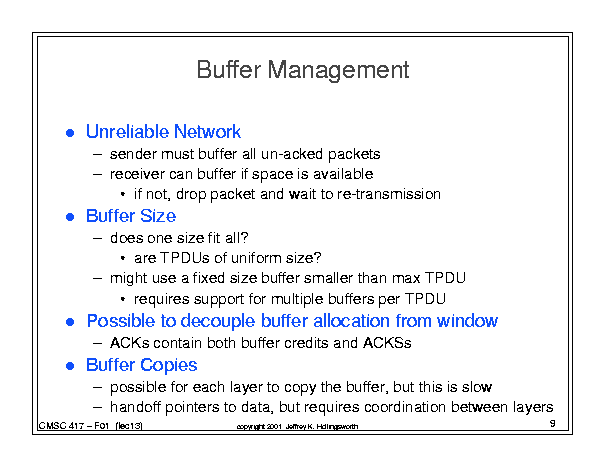 Buffer Management
● Unreliable Network
– sender must buffer all un-acked packets
– receiver can buffer if space is available
• if not, drop packet and wait to re-transmission
● Buffer Size
– does one size fit all?
• are TPDUs of uniform size?
– might use a fixed size buffer smaller than max TPDU
• requires support for multiple buffers per TPDU
● Possible to decouple buffer allocation from window
– ACKs contain both buffer credits and ACKSs
● Buffer Copies
– possible for each layer to copy the buffer, but this is slow
– handoff pointers to data, but requires coordination between layers
CMSC 417 – F01 (lec13)
copyright 2001 Jeffrey K. Hollingsworth
9